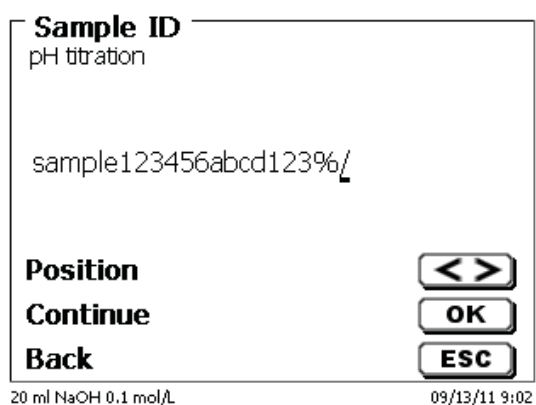 Sample ID
pH titration
sample123456abcd123%/
Position < >
Continue OK
Back ESC
20 ml NaOH 0.1 mol/L 09/13/11 9:02